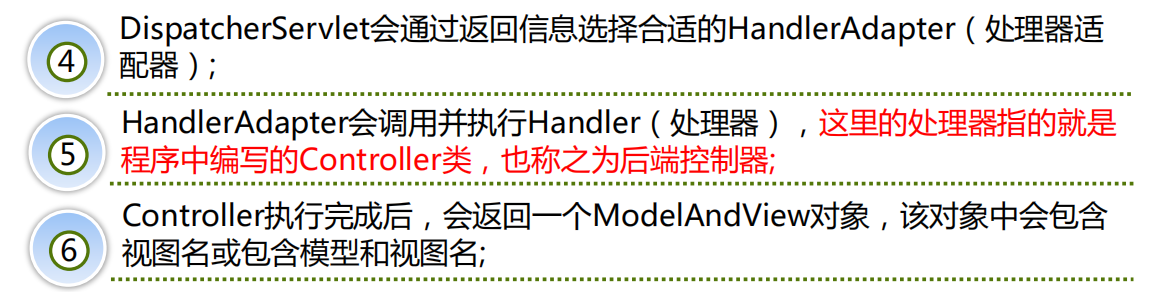 ④
DispatcherServlet会通过返回信息选择合适的HandlerAdapter（处理器适
配器）;
⑤
HandlerAdapter会调用并执行Handler（处理器），这里的处理器指的就是
程序中编写的Controller类，也称之为后端控制器;
⑥
Controller执行完成后，会返回一个ModelAndView对象，该对象中会包含
视图名或包含模型和视图名;